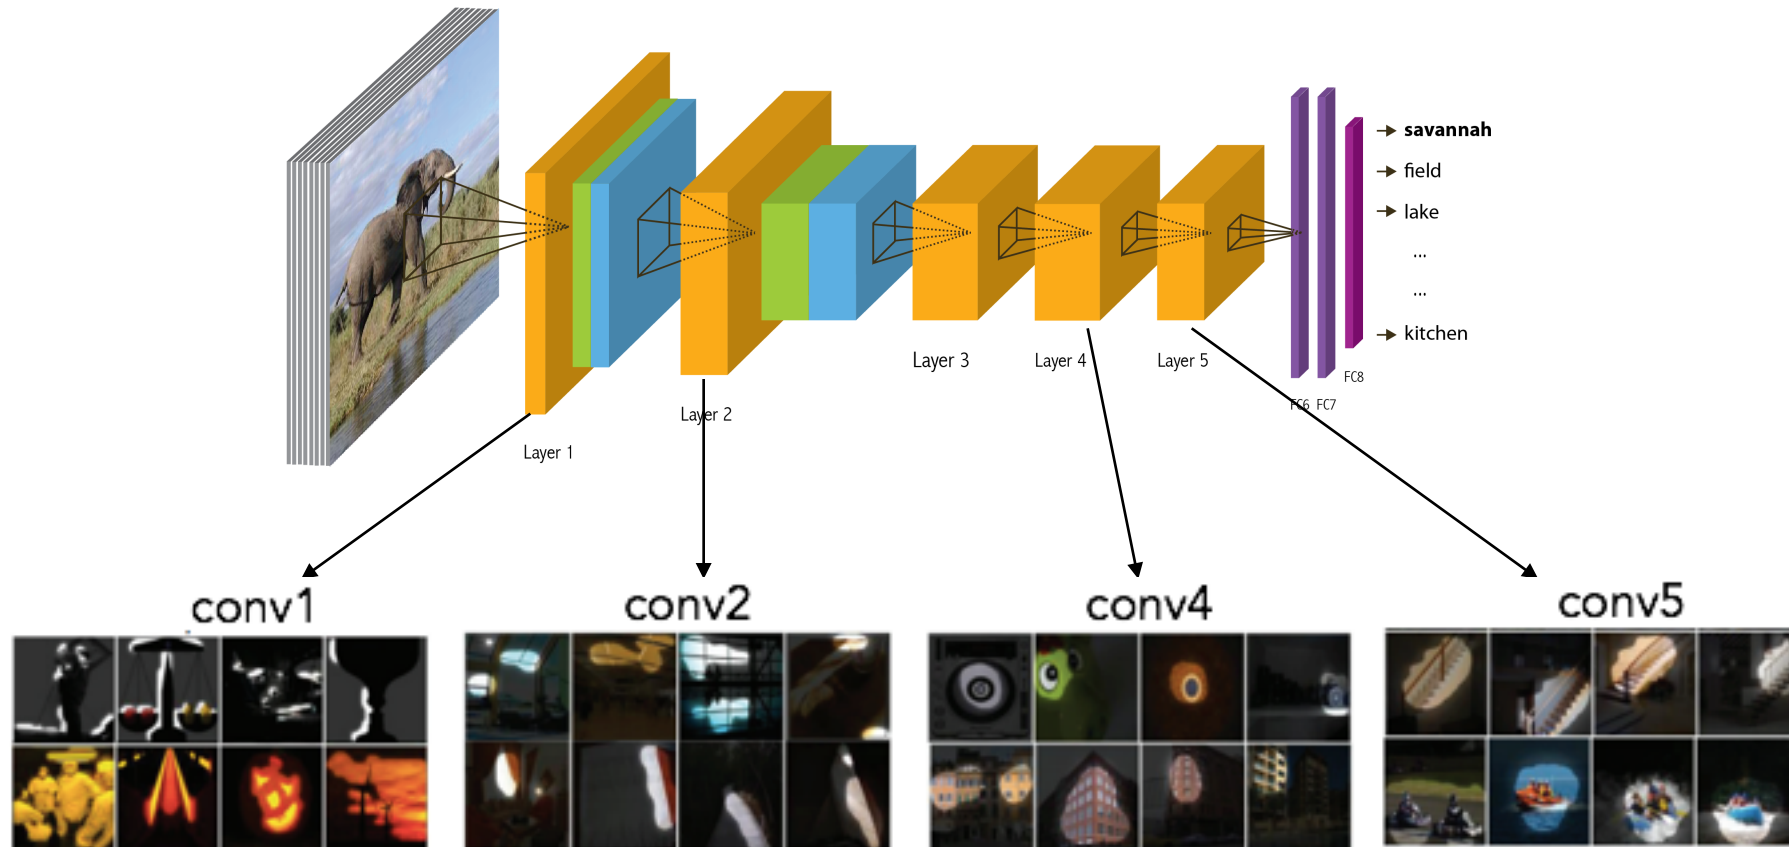 savannah
field
lake
...
...
kitchen
Layer 1
Layer 2
Layer 3
Layer 4
Layer 5
FC6
FC7
FC8
conv1
conv2
conv4
conv5